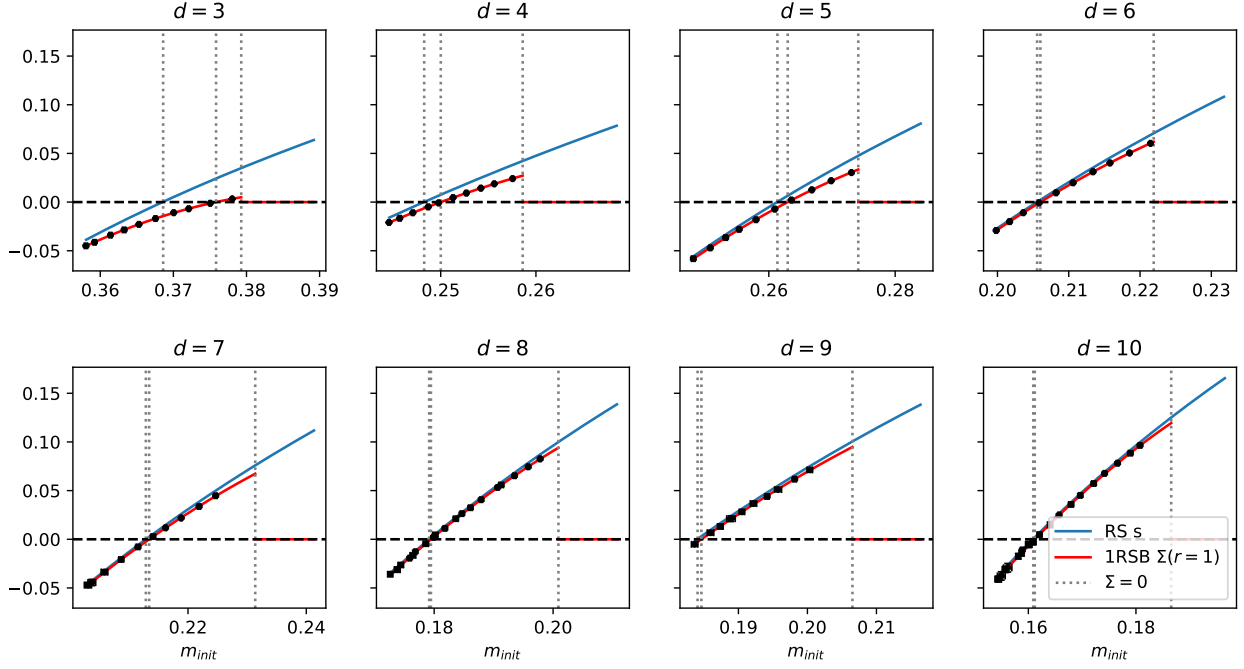 d = 3
d = 4
d = 5
d = 6
0.15
0.10
0.05
0.00
−0.05
0.36 0.37 0.38 0.39
0.25 0.26
0.26 0.28
0.20 0.21 0.22 0.23
d = 7
d = 8
d = 9
d = 10
0.15
0.10
0.05
0.00
−0.05
RS s
1RSB Σ(r = 1)
Σ = 0
0.22 0.24
0.18 0.20
0.19 0.20 0.21
0.16 0.18
m_init
m_init
m_init
m_init